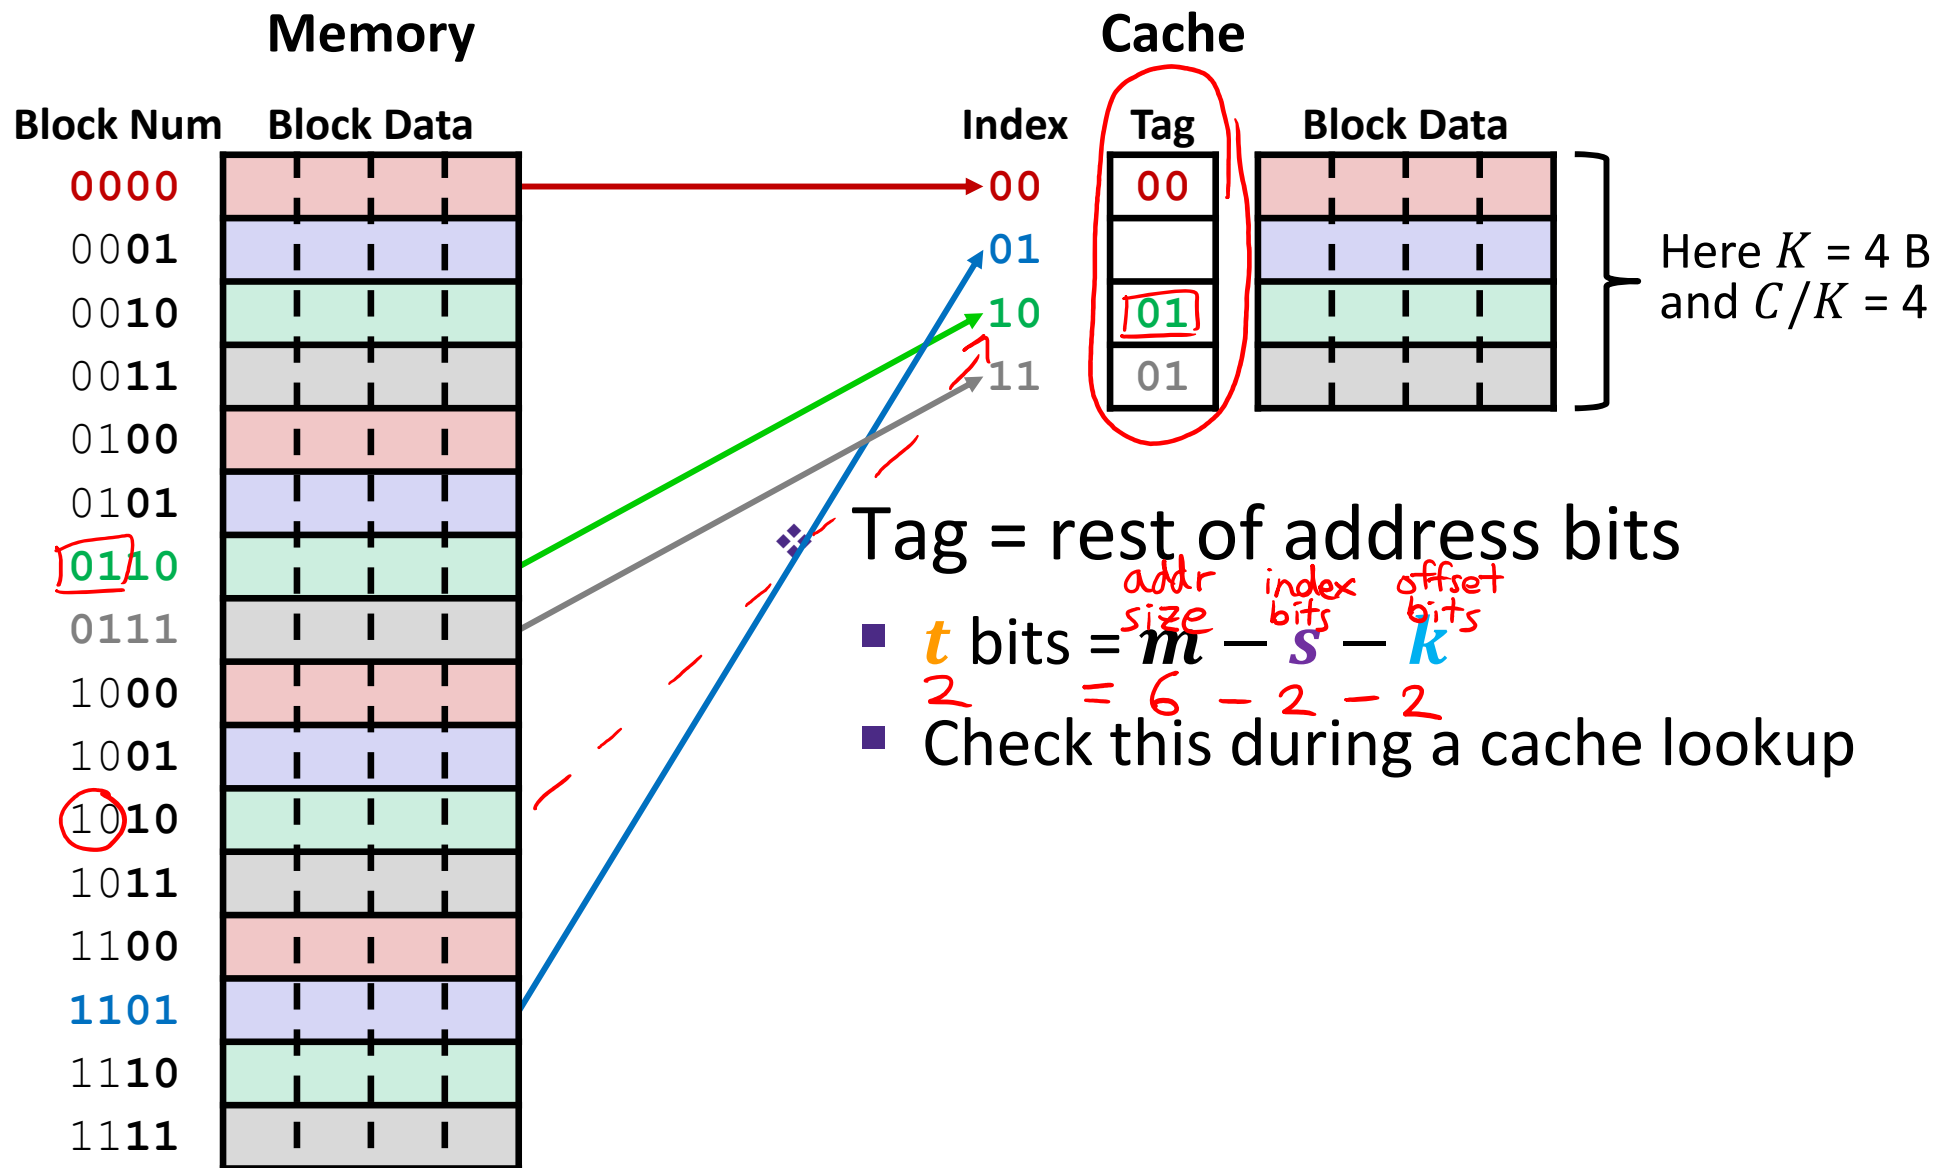 Memory
Cache
Block Num Block Data
Index Tag Block Data
0000
0001
0010
0011
0100
0101
0110
0111
1000
1001
1010
1011
1100
1101
1110
1111
00 00
01
10 01
11 01
Here K = 4 B
and C/K = 4
❖ Tag = rest of address bits
addr size index bits offset bits
■ t bits = m − s − k
2 = 6 − 2 − 2
■ Check this during a cache lookup